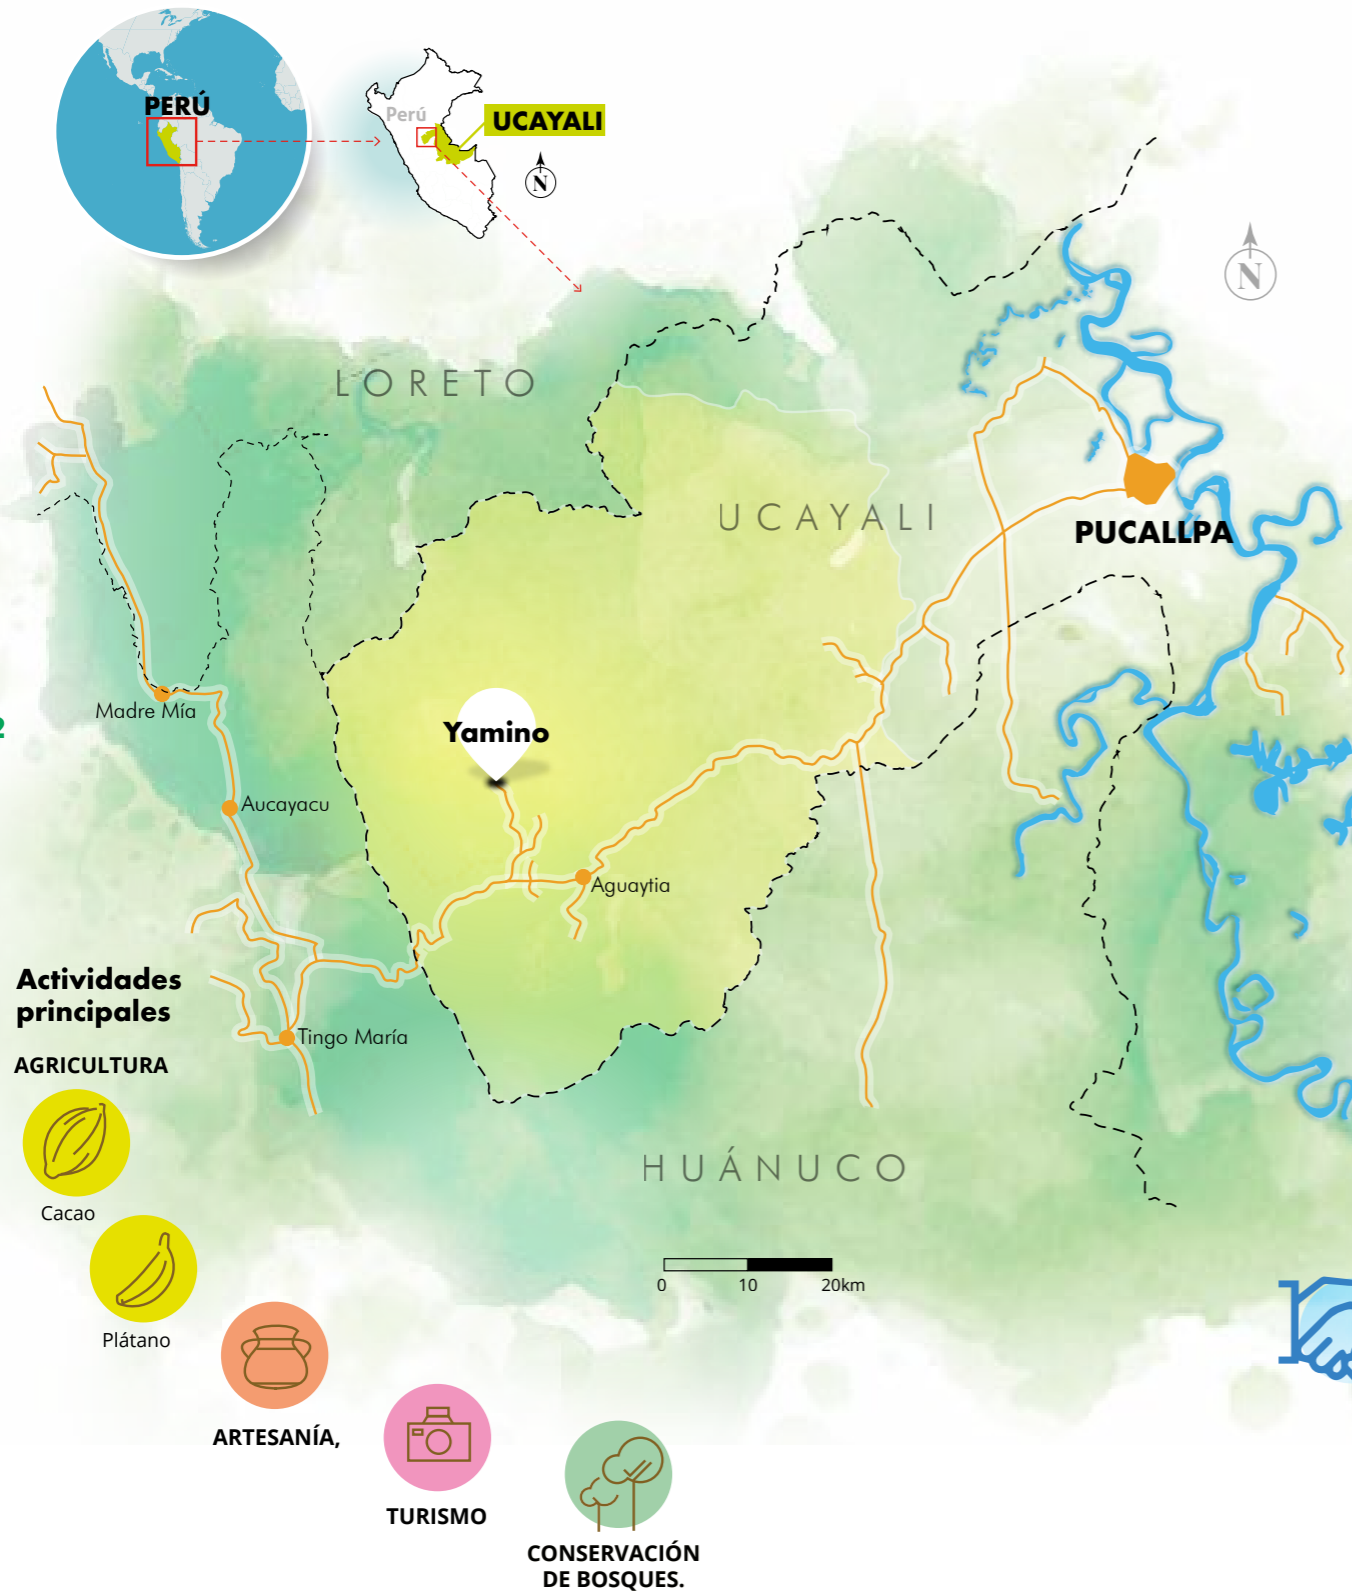 PERÚ
Perú
UCAYALI
N
N
LORETO
UCAYALI
PUCALLPA
Madre Mía
Yamino
2
Aucayacu
Aguaytia
Actividades
principales
Tingo María
AGRICULTURA
HUÁNUCO
Cacao
0 10 20km
Plátano
ARTESANÍA,
TURISMO
CONSERVACIÓN
DE BOSQUES.